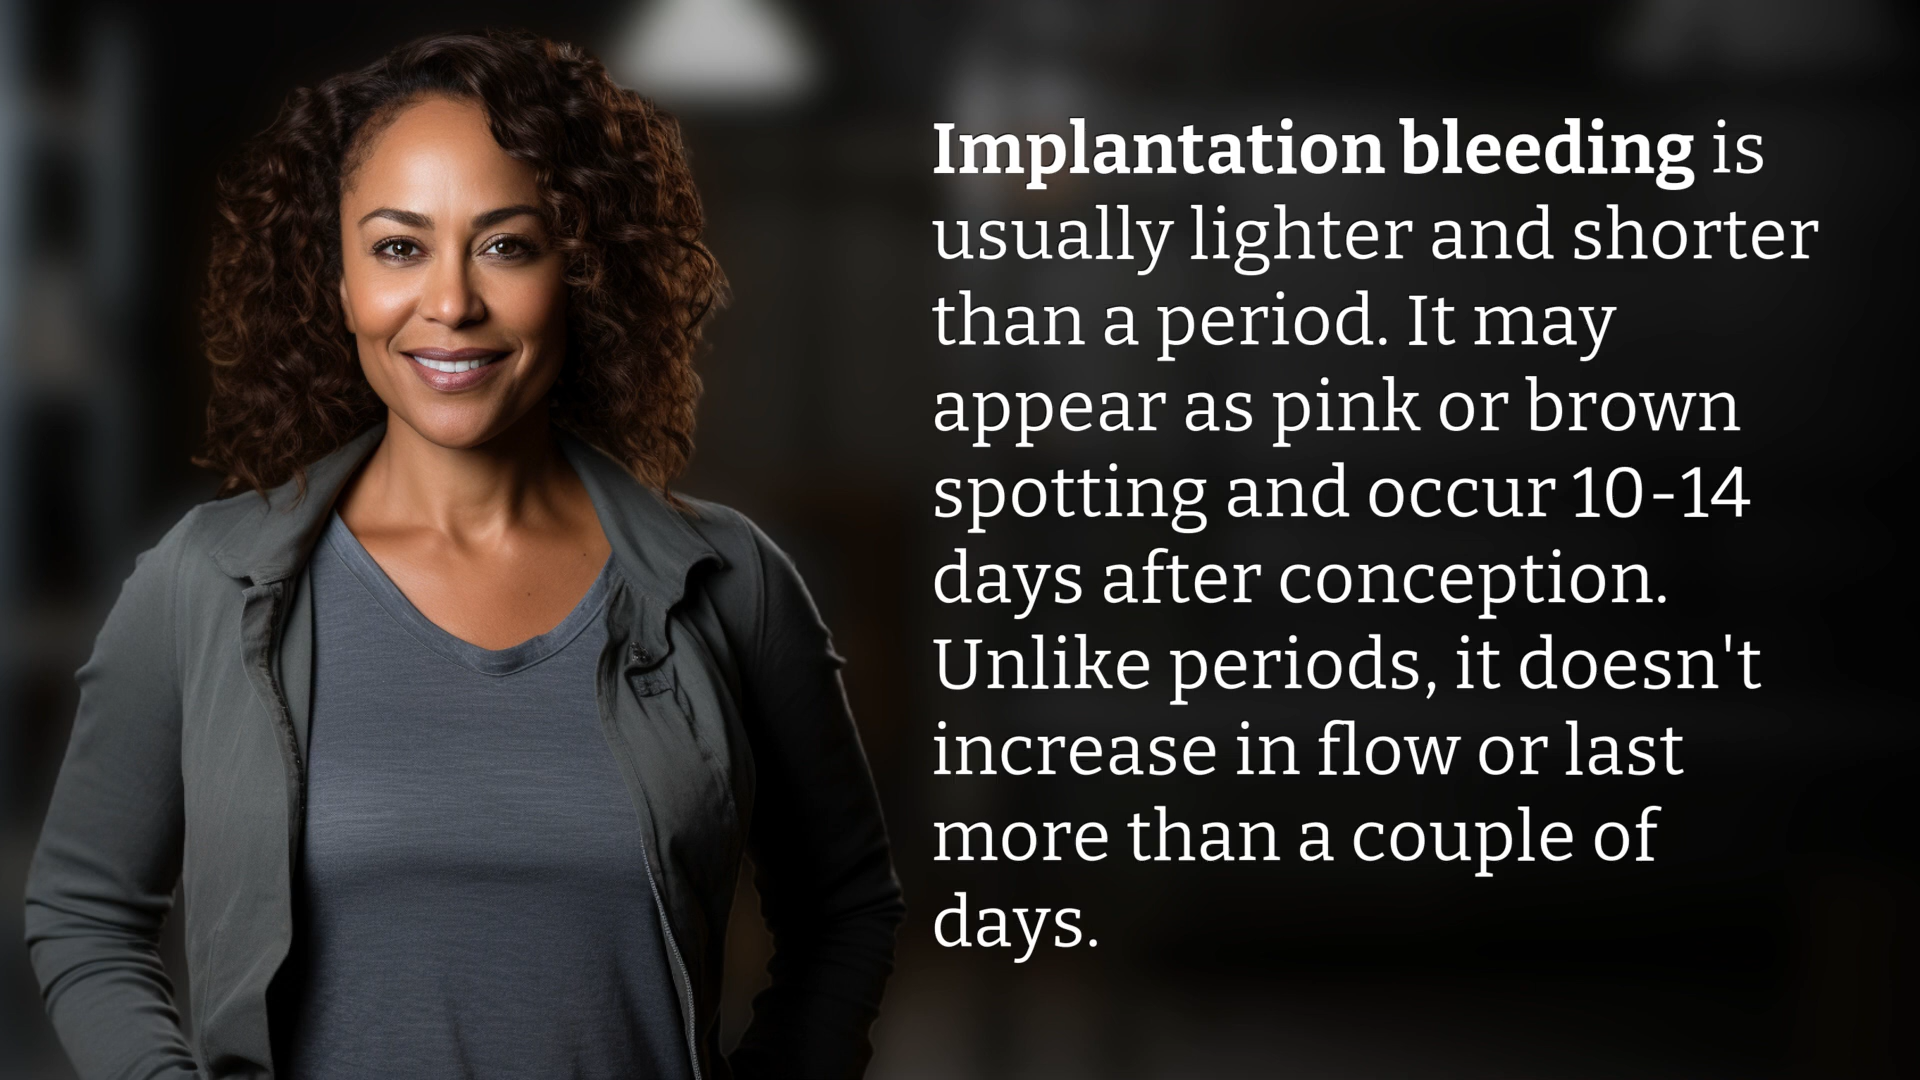 Implantation bleeding is
usually lighter and shorter
than a period. It may
appear as pink or brown
spotting and occur 10-14
days after conception.
Unlike periods, it doesn't
increase in flow or last
more than a couple of
days.